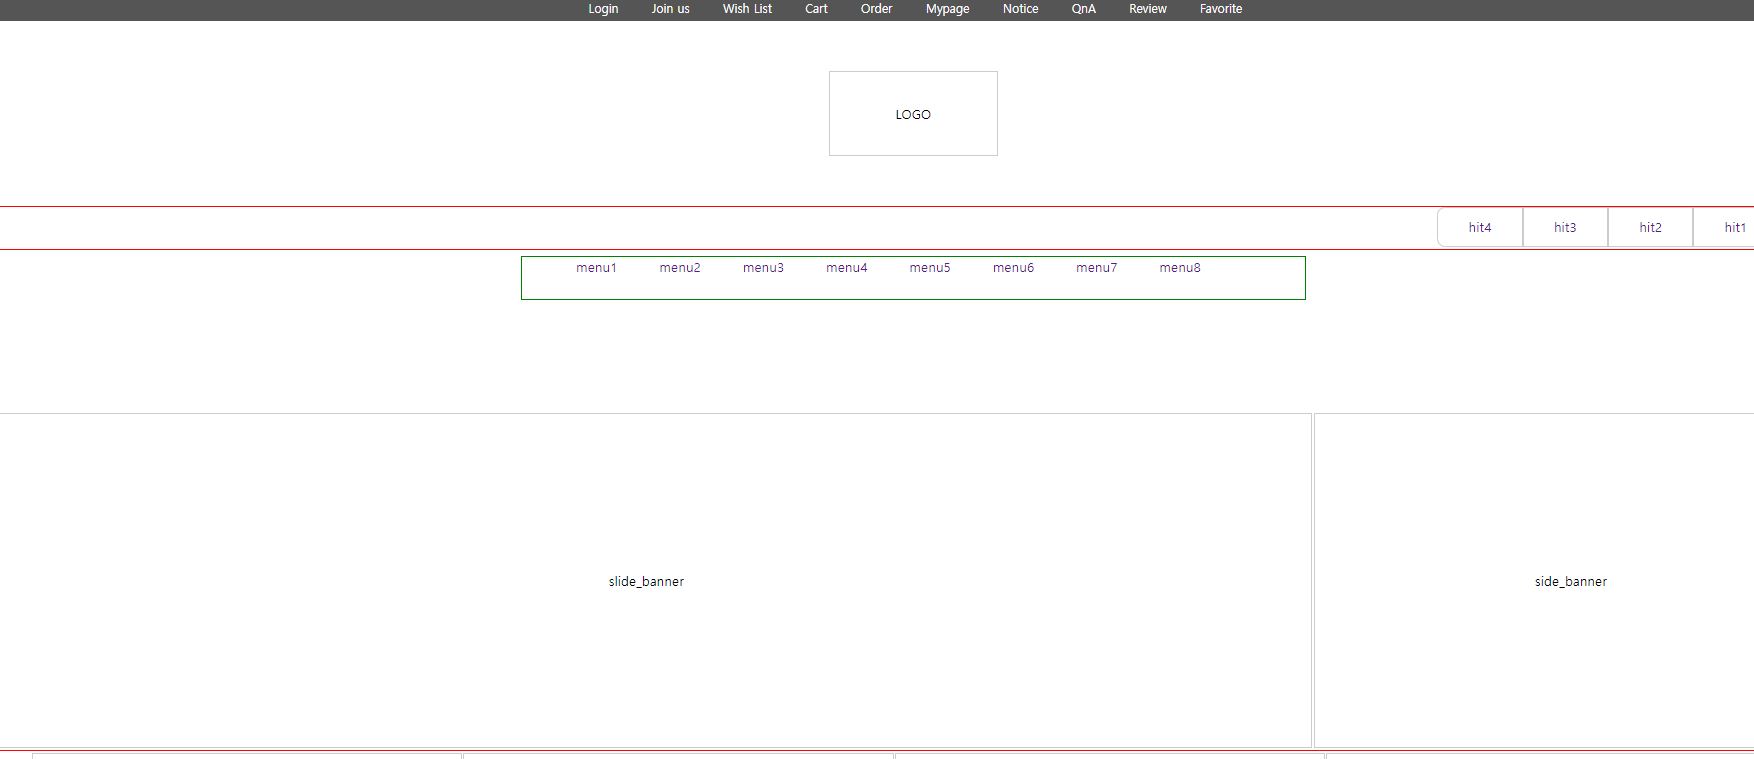 Login Join us Wish List Cart Order Mypage Notice QnA Review Favorite
LOGO
hit4 hit3 hit2 hit1
menu1 menu2 menu3 menu4 menu5 menu6 menu7 menu8
slide_banner side_banner